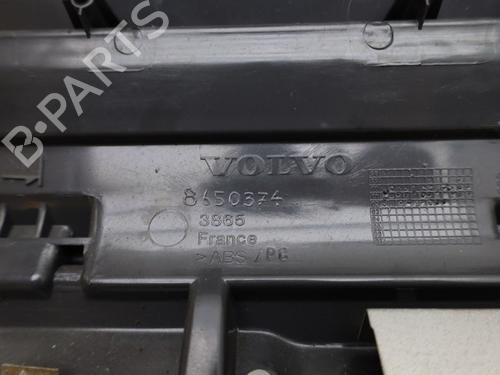 VOLVO
8650374
3865
France
>ABS/PC
B-PARTS